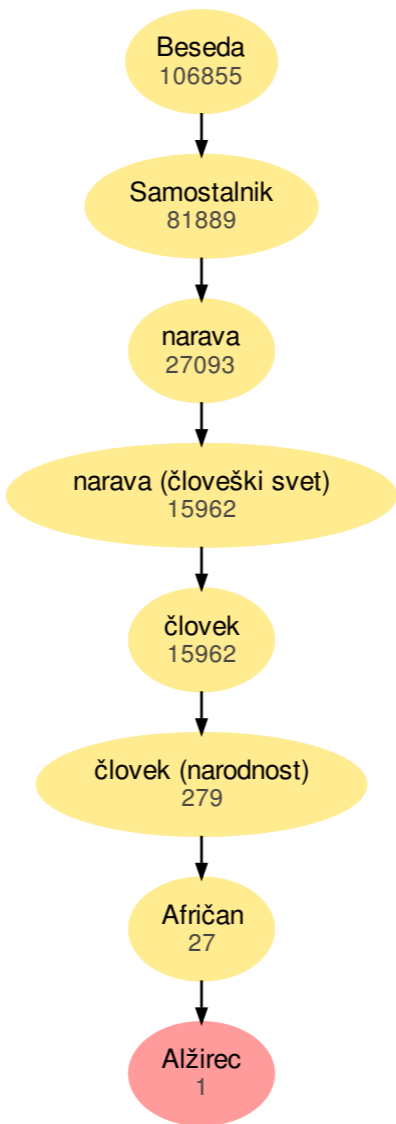 Beseda
106855
Samostalnik
81889
narava
27093
narava (človeški svet)
15962
človek
15962
človek (narodnost)
279
Afričan
27
Alžirec
1